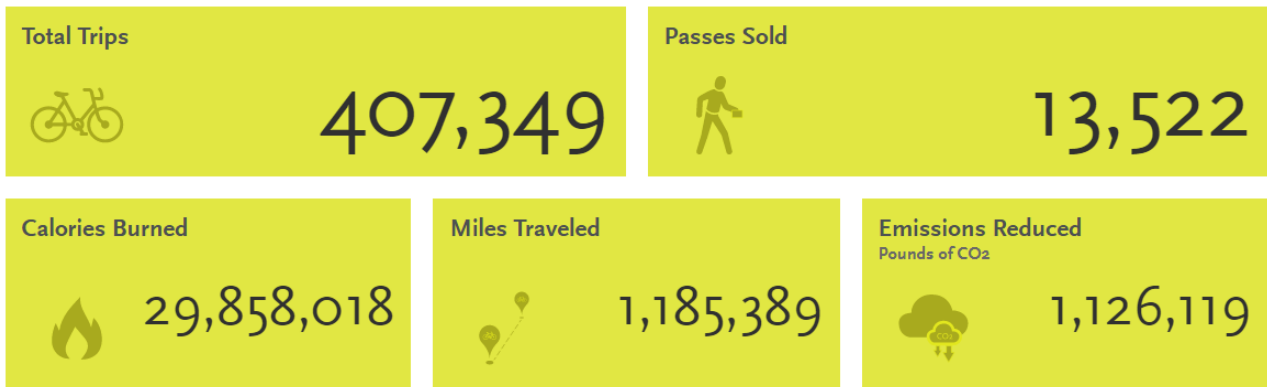 Total Trips
407,349
Passes Sold
13,522
Calories Burned
29,858,018
Miles Traveled
1,185,389
Emissions Reduced
Pounds of CO2
CO2
1,126,119